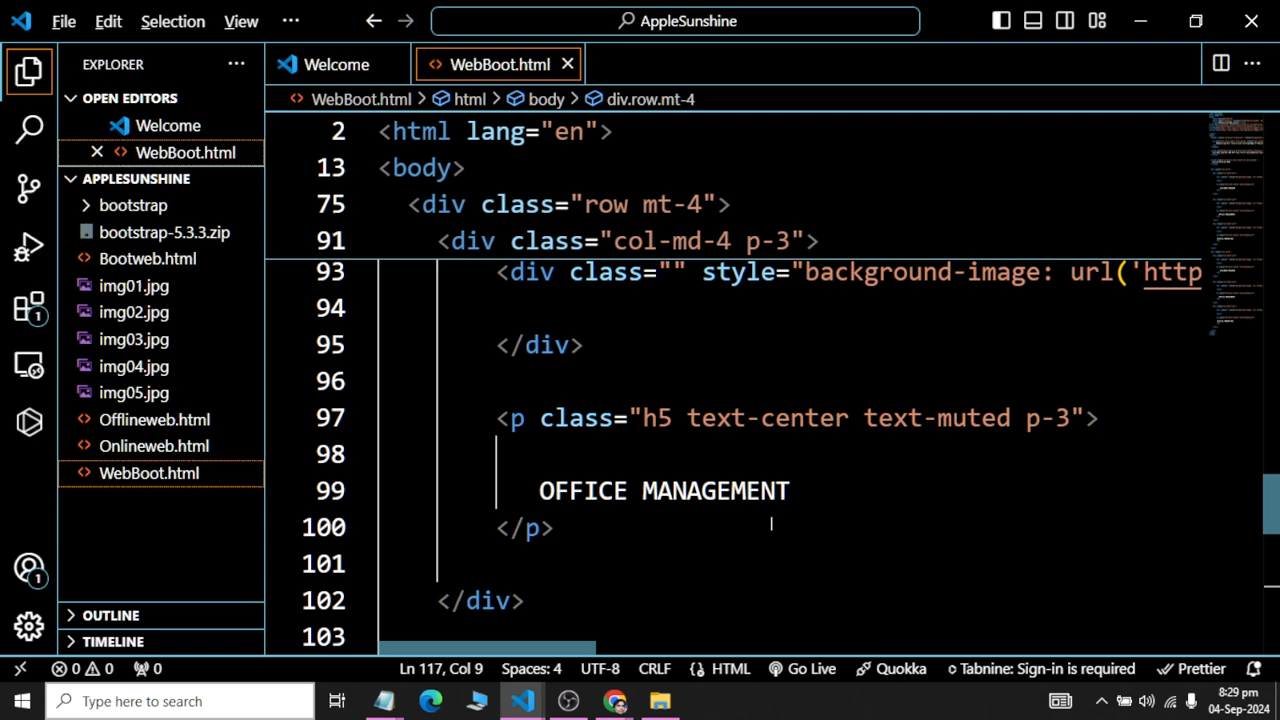 File Edit Selection View ··· AppleSunshine
EXPLORER ···
OPEN EDITORS
Welcome
WebBoot.html
APPLESUNSHINE
bootstrap
bootstrap-5.3.3.zip
Bootweb.html
img01.jpg
img02.jpg
img03.jpg
img04.jpg
img05.jpg
Offlineweb.html
Onlineweb.html
WebBoot.html
OUTLINE
TIMELINE
1
1
Welcome WebBoot.html
WebBoot.html > html > body > div.row.mt-4
2 <html lang="en">
13 <body>
75 <div class="row mt-4">
91 <div class="col-md-4 p-3">
93 <div class="" style="background-image: url('http
94
95 </div>
96
97 <p class="h5 text-center text-muted p-3">
98
99 OFFICE MANAGEMENT
100 </p>
101
102 </div>
103
0 0 0 Ln 117, Col 9 Spaces: 4 UTF-8 CRLF HTML Go Live Quokka Tabnine: Sign-in is required Prettier
Type here to search
8:29 pm
04-Sep-2024